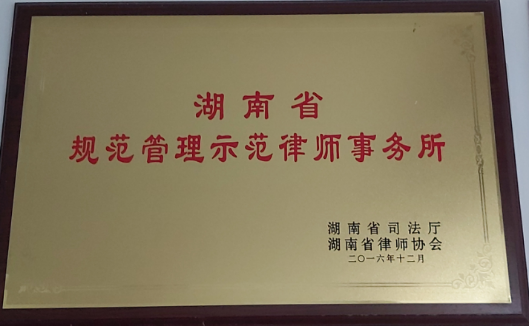 湖南省
规范管理示范律师事务所
湖南省司法厅
湖南省律师协会
二〇一六年十二月